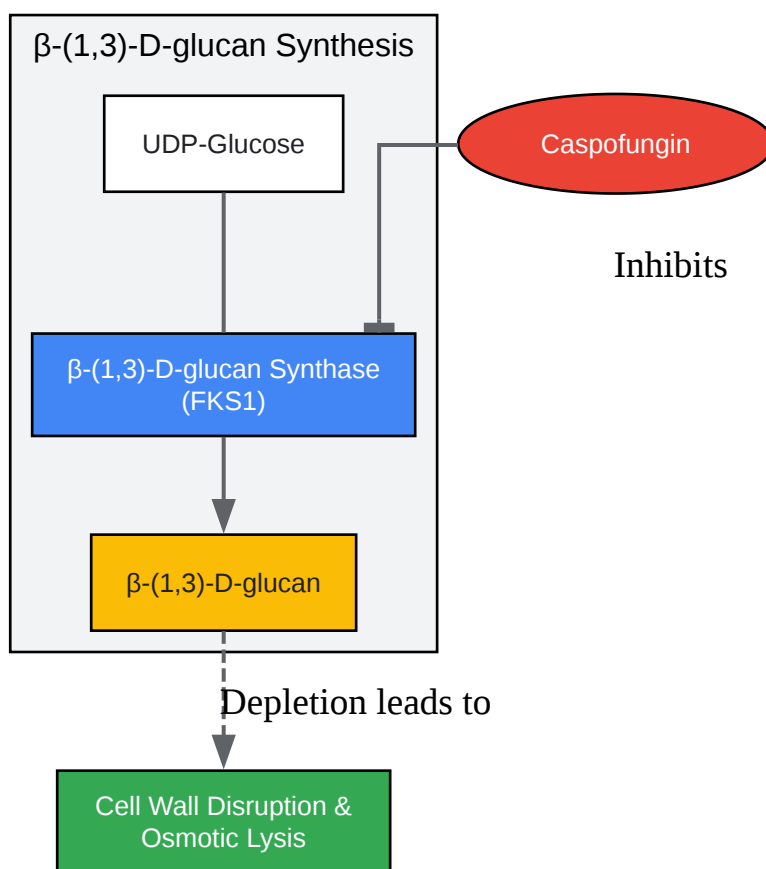 β-(1,3)-D-glucan Synthesis
UDP-Glucose
Caspofungin
Inhibits
β-(1,3)-D-glucan Synthase
(FKS1)
β-(1,3)-D-glucan
Depletion leads to
Cell Wall Disruption &
Osmotic Lysis